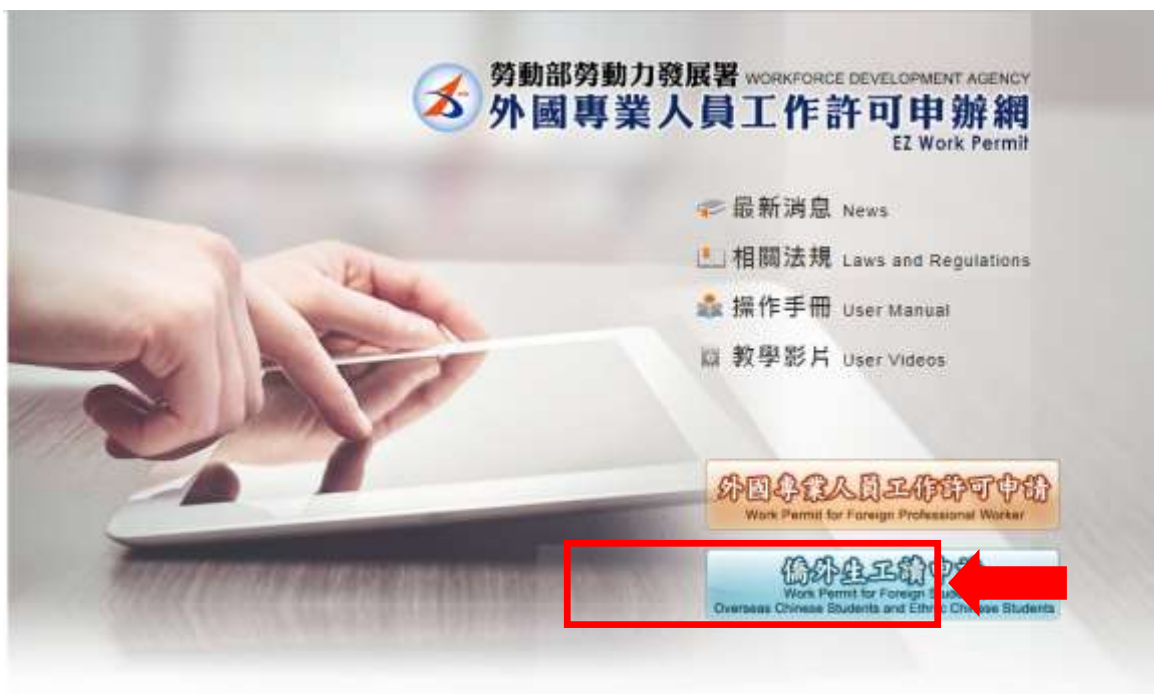 勞動部勞動力發展署 WORKFORCE DEVELOPMENT AGENCY
外國專業人員工作許可申辦網
EZ Work Permit
最新消息 News
相關法規 Laws and Regulations
操作手冊 User Manual
教學影片 User Videos
外國專業人員工作許可申請
Work Permit for Foreign Professional Worker
僑外生工讀申
Work Permit for Foreign
Overseas Chinese Students and Ethnic Chinese Students